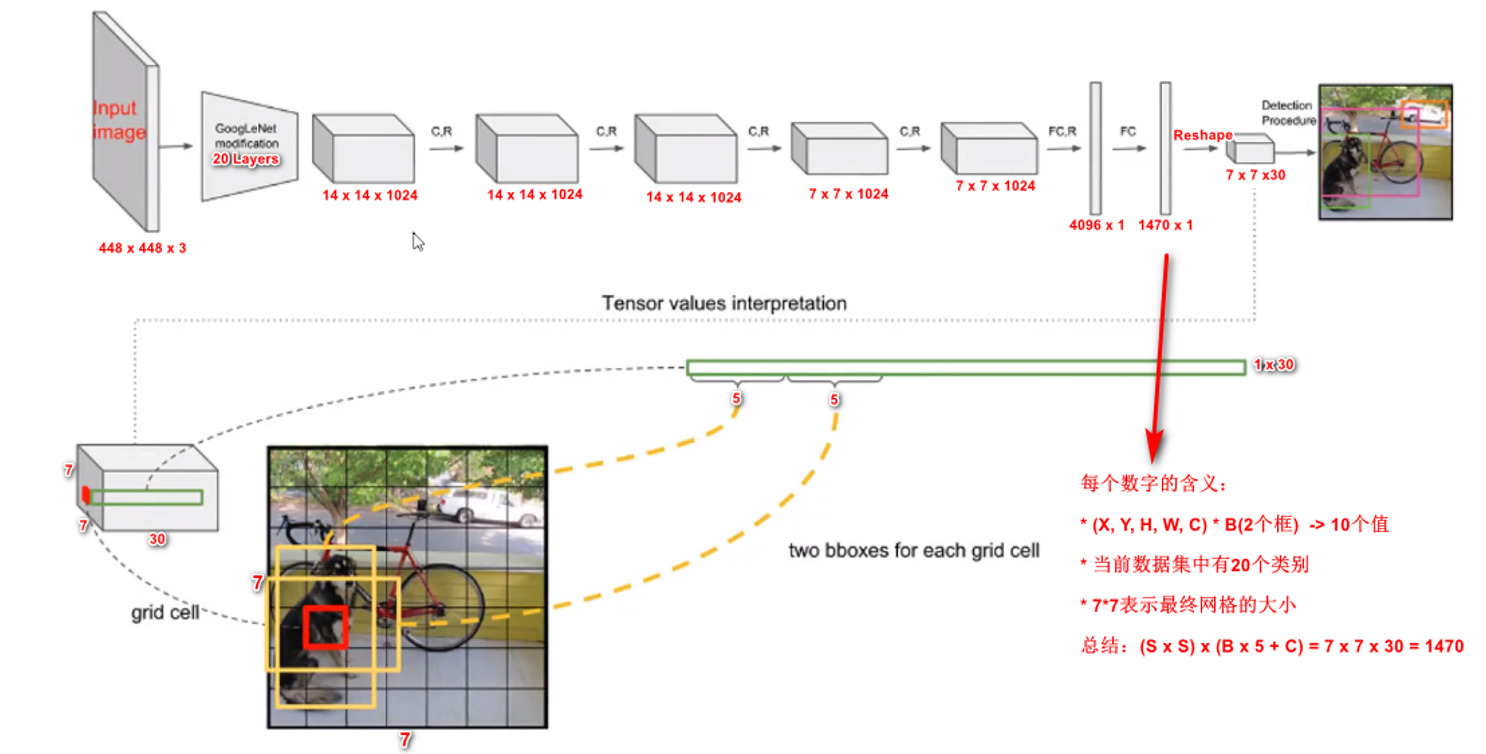 Input
image
448 x 448 x 3
GoogLeNet
modification
20 Layers
14 x 14 x 1024
C,R
14 x 14 x 1024
C,R
14 x 14 x 1024
C,R
7 x 7 x 1024
C,R
7 x 7 x 1024
FC,R
4096 x 1
FC
1470 x 1
Reshape
7 x 7 x30
Detection
Procedure
Tensor values interpretation
1 x 30
5
5
7
7
30
grid cell
7
7
two bboxes for each grid cell
每个数字的含义：
* (X, Y, H, W, C) * B(2个框) -> 10个值
* 当前数据集中有20个类别
* 7*7表示最终网格的大小
总结：(S x S) x (B x 5 + C) = 7 x 7 x 30 = 1470